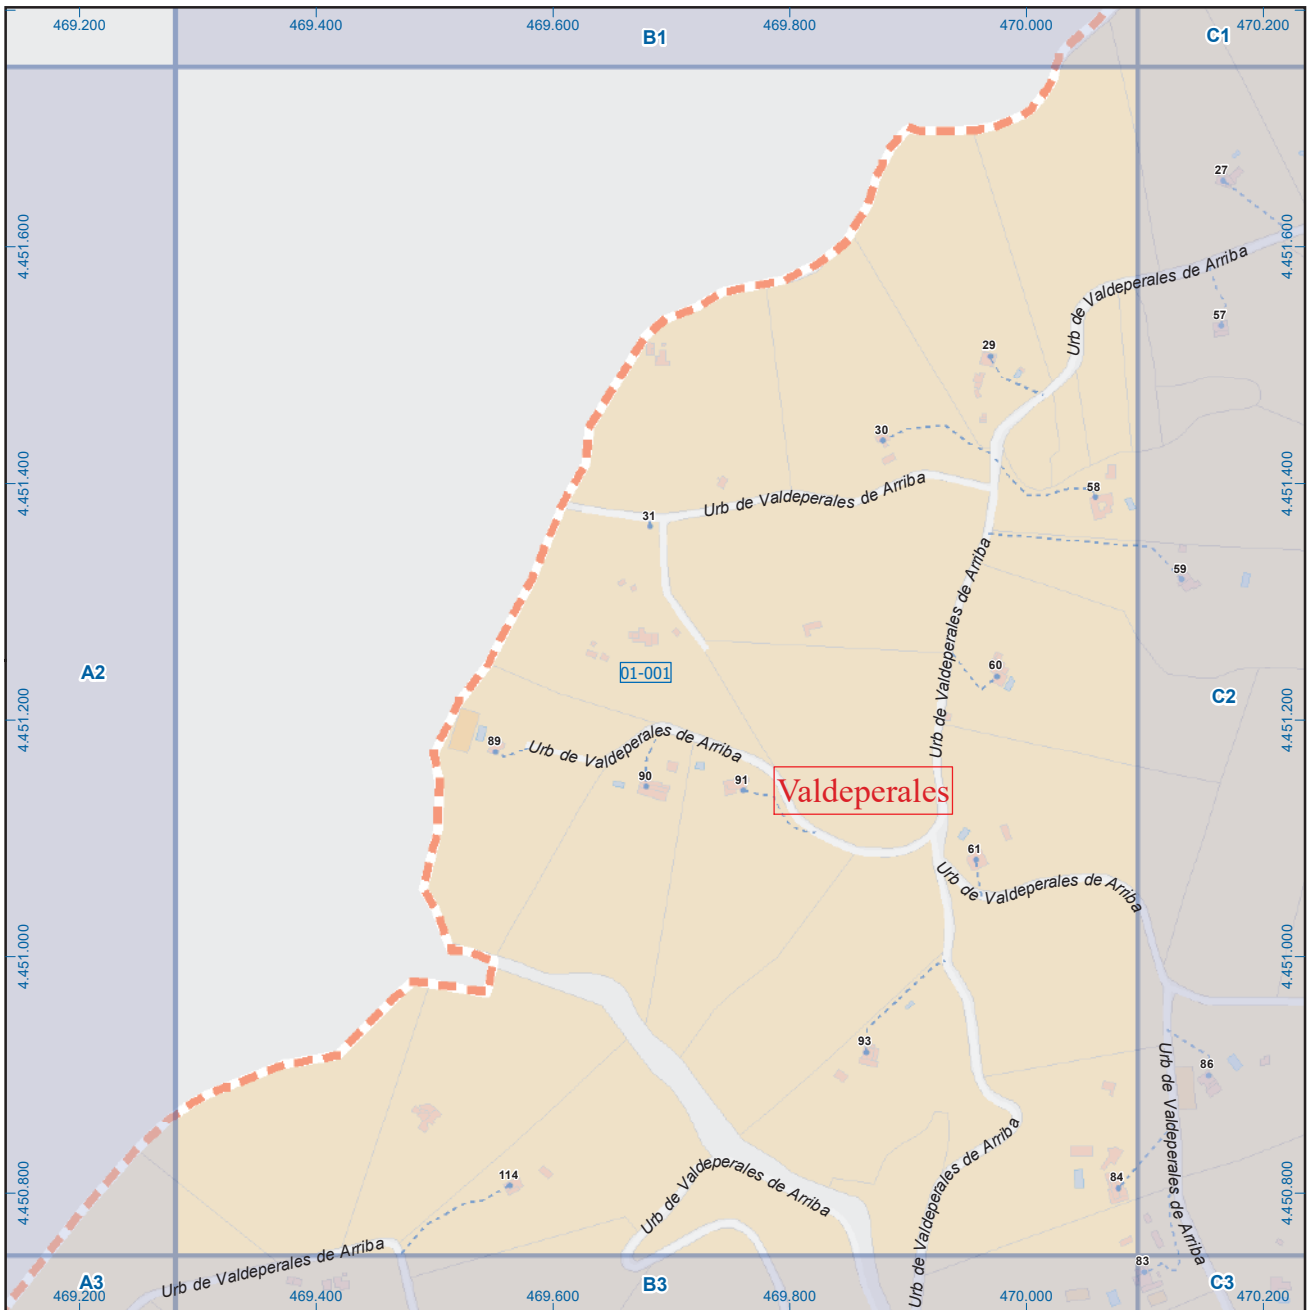 469.200
469.400
469.600
469.800
470.000
470.200
B1
C1
27
4.451.600
4.451.600
Urb de Valdeperales de Arriba
57
29
30
4.451.400
4.451.400
58
Urb de Valdeperales de Arriba
31
Urb de Valdeperales de Arriba
59
01-001
60
A2
C2
4.451.200
4.451.200
89
Urb de Valdeperales de Arriba
90
91
Valdeperales
61
Urb de Valdeperales de Arriba
4.451.000
4.451.000
93
86
Urb de Valdeperales de Arriba
Urb de Valdeperales de Arriba
114
Urb de Valdeperales de Arriba
84
4.450.800
4.450.800
Urb de Valdeperales de Arriba
83
A3
B3
C3
469.200
469.400
469.600
469.800
470.000
470.200